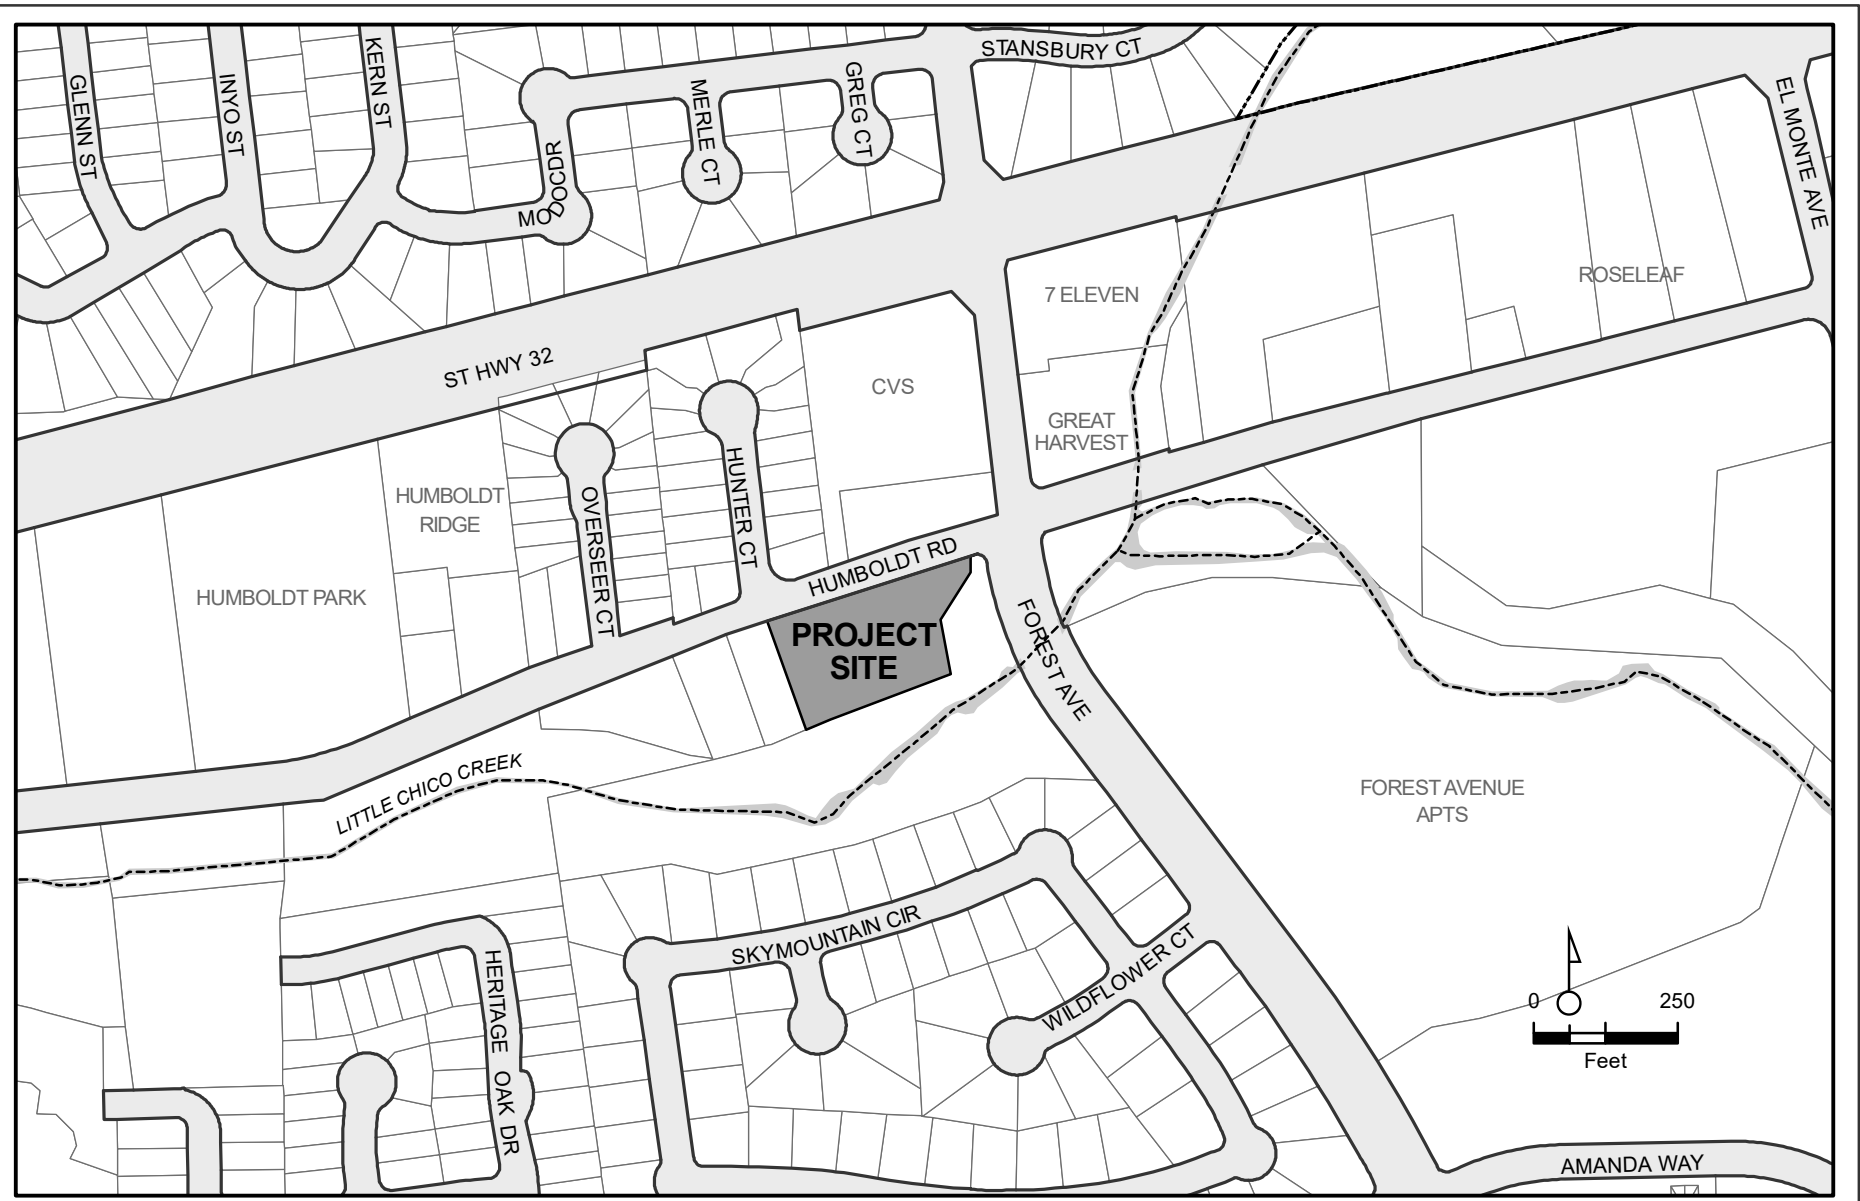 STANSBURY CT
GLENN ST
INYO ST
KERN ST
MERLE CT
GREG CT
EL MONTE AVE
MODOC DR
7 ELEVEN
ROSELEAF
ST HWY 32
CVS
GREAT
HARVEST
HUMBOLDT
RIDGE
OVERSEER CT
HUNTER CT
HUMBOLDT RD
HUMBOLDT PARK
PROJECT
SITE
FOREST AVE
LITTLE CHICO CREEK
FOREST AVENUE
APTS
SKYMOUNTAIN CIR
WILDFLOWER CT
HERITAGE OAK DR
0 250
Feet
AMANDA WAY